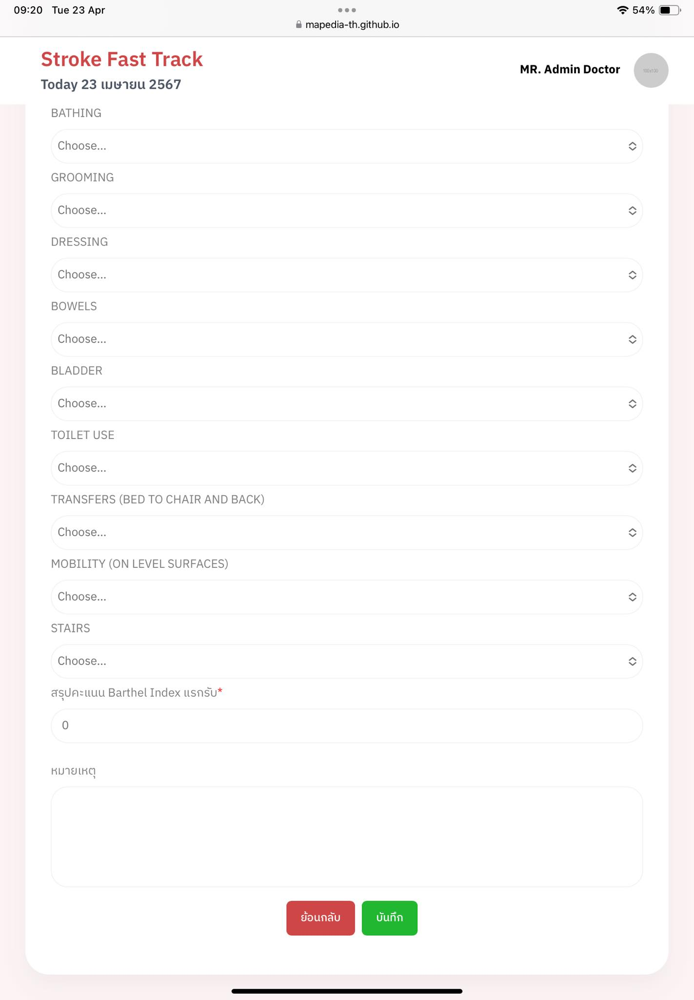 09:20 Tue 23 Apr
54%
mapedia-th.github.io
Stroke Fast Track
Today 23 เมษายน 2567
MR. Admin Doctor
100x100
BATHING
Choose...
GROOMING
Choose...
DRESSING
Choose...
BOWELS
Choose...
BLADDER
Choose...
TOILET USE
Choose...
TRANSFERS (BED TO CHAIR AND BACK)
Choose...
MOBILITY (ON LEVEL SURFACES)
Choose...
STAIRS
Choose...
สรุปคะแนน Barthel Index แรกรับ*
0
หมายเหตุ
ย้อนกลับ
บันทึก